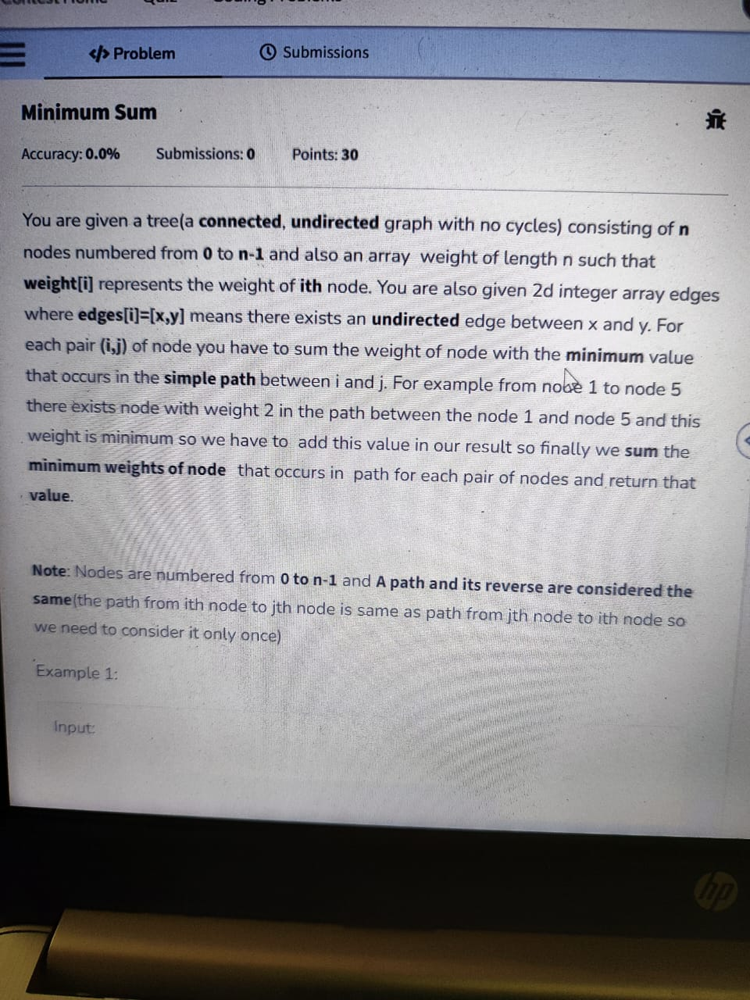 Problem
Submissions
Minimum Sum
Accuracy: 0.0% Submissions: 0 Points: 30
You are given a tree(a connected, undirected graph with no cycles) consisting of n
nodes numbered from 0 to n-1 and also an array weight of length n such that
weight[i] represents the weight of ith node. You are also given 2d integer array edges
where edges[i]=[x,y] means there exists an undirected edge between x and y. For
each pair (i,j) of node you have to sum the weight of node with the minimum value
that occurs in the simple path between i and j. For example from node 1 to node 5
there exists node with weight 2 in the path between the node 1 and node 5 and this
weight is minimum so we have to add this value in our result so finally we sum the
minimum weights of node that occurs in path for each pair of nodes and return that
value.
Note: Nodes are numbered from 0 to n-1 and A path and its reverse are considered the
same(the path from ith node to jth node is same as path from jth node to ith node so
we need to consider it only once)
Example 1:
Input:
hp